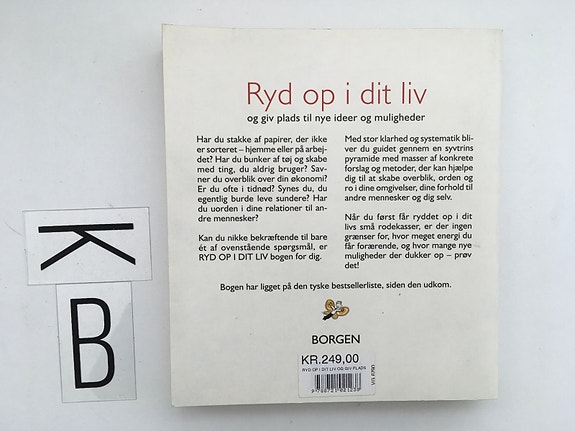 Ryd op i dit liv
og giv plads til nye ideer og muligheder
Har du stakke af papirer, der ikke
er sorteret – hjemme eller på arbej-
det? Har du bunker af tøj og skabe
med ting, du aldrig bruger? Sav-
ner du overblik over din økonomi?
Er du ofte i tidnød? Synes du, du
egentlig burde leve sundere? Har
du uorden i dine relationer til an-
dre mennesker?
Kan du nikke bekræftende til bare
ét af ovenstående spørgsmål, er
RYD OP I DIT LIV bogen for dig.
Med stor klarhed og systematik bli-
ver du guidet gennem en syvtrins
pyramide med masser af konkrete
forslag og metoder, der kan hjælpe
dig til at skabe overblik, orden og
ro i dine omgivelser, dine forhold til
andre mennesker og dig selv.
Når du først får ryddet op i dit
livs små rodekasser, er der ingen
grænser for, hvor meget energi du
får forærende, og hvor mange nye
muligheder der dukker op – prøv
det!
Bogen har ligget på den tyske bestsellerliste, siden den udkom.
BORGEN
KR.249,00
RYD OP I DIT LIV OG GIV PLADS
K
B